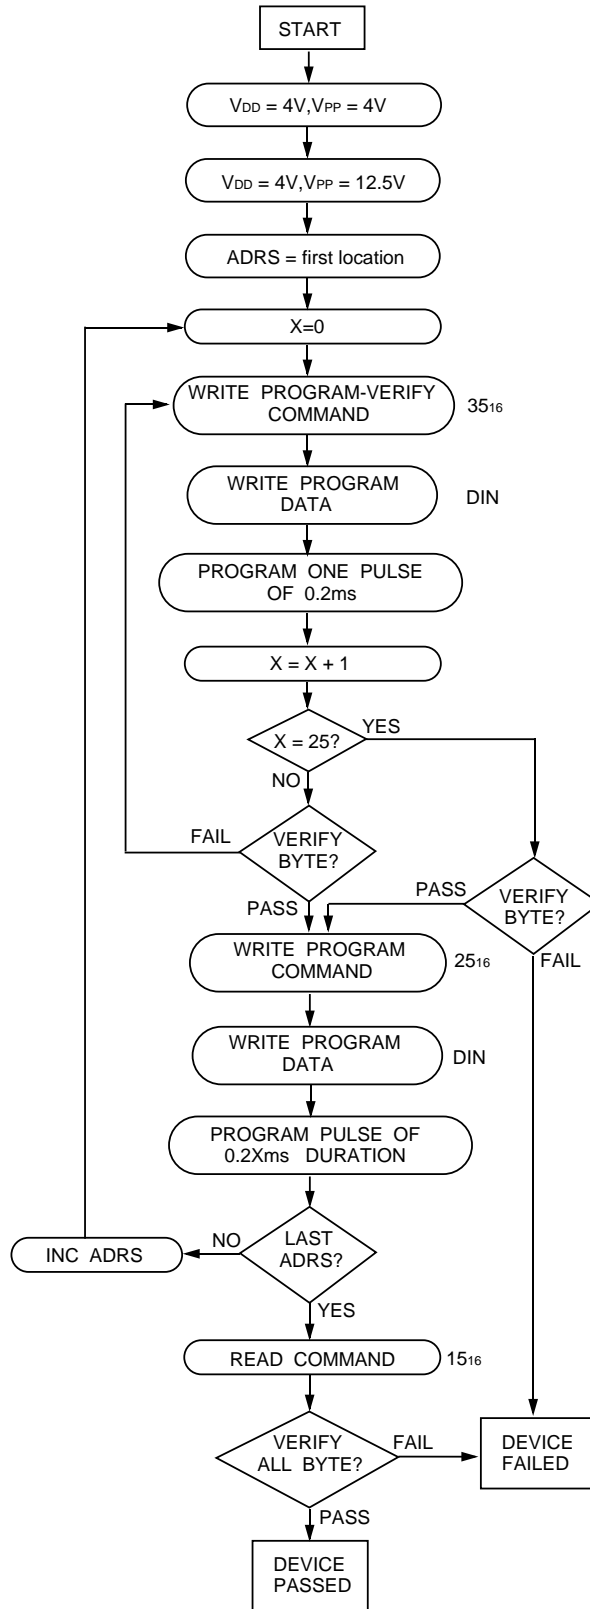 START
VDD = 4V,VPP = 4V
VDD = 4V,VPP = 12.5V
ADRS = first location
X=0
WRITE PROGRAM-VERIFY
COMMAND
3516
WRITE PROGRAM
DATA
DIN
PROGRAM ONE PULSE
OF 0.2ms
X = X + 1
X = 25?
YES
NO
FAIL
VERIFY
BYTE?
PASS
PASS
VERIFY
BYTE?
FAIL
WRITE PROGRAM
COMMAND
2516
WRITE PROGRAM
DATA
DIN
PROGRAM PULSE OF
0.2Xms DURATION
INC ADRS
NO
LAST
ADRS?
YES
READ COMMAND
1516
VERIFY
ALL BYTE?
FAIL
DEVICE
FAILED
PASS
DEVICE
PASSED